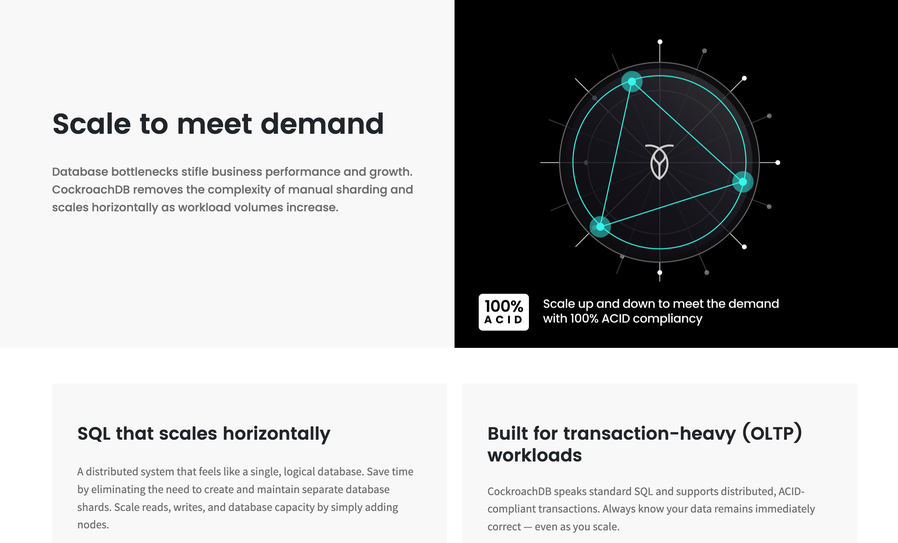 Scale to meet demand
Database bottlenecks stifle business performance and growth.
CockroachDB removes the complexity of manual sharding and
scales horizontally as workload volumes increase.
100%
ACID
Scale up and down to meet the demand
with 100% ACID compliancy
SQL that scales horizontally
A distributed system that feels like a single, logical database. Save time
by eliminating the need to create and maintain separate database
shards. Scale reads, writes, and database capacity by simply adding
nodes.
Built for transaction-heavy (OLTP)
workloads
CockroachDB speaks standard SQL and supports distributed, ACID-
compliant transactions. Always know your data remains immediately
correct — even as you scale.